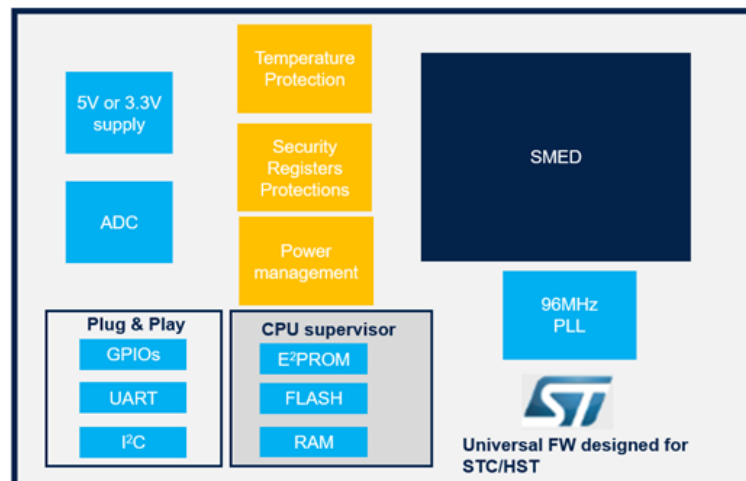 5V or 3.3V
supply
ADC
Temperature
Protection
Security
Registers
Protections
Power
management
SMED
96MHz
PLL
Plug & Play
GPIOs
UART
I²C
CPU supervisor
E²PROM
FLASH
RAM
ST
Universal FW designed for
STC/HST